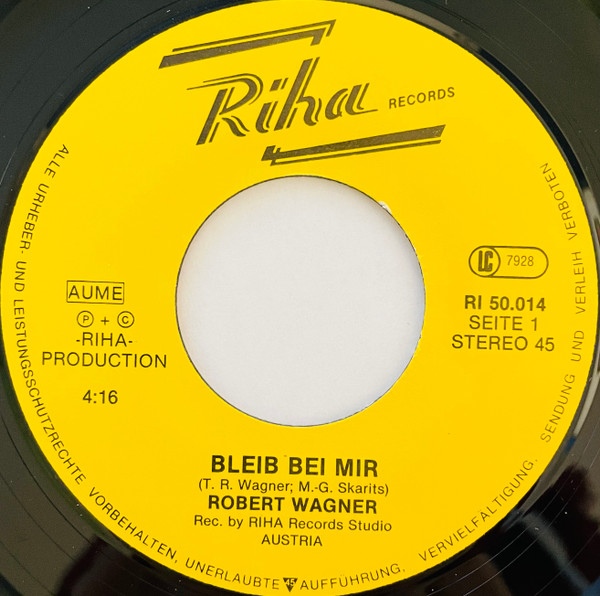 Riha RECORDS
LC 7928
RI 50.014
SEITE 1
STEREO 45
AUME
Ⓟ + Ⓒ
-RIHA-
PRODUCTION
4:16
BLEIB BEI MIR
(T. R. Wagner; M.-G. Skarits)
ROBERT WAGNER
Rec. by RIHA Records Studio
AUSTRIA
ALLE URHEBER- UND LEISTUNGSSCHUTZRECHTE VORBEHALTEN, UNERLAUBTE 45 AUFFÜHRUNG, VERVIELFÄLTIGUNG, SENDUNG UND VERLEIH VERBOTEN